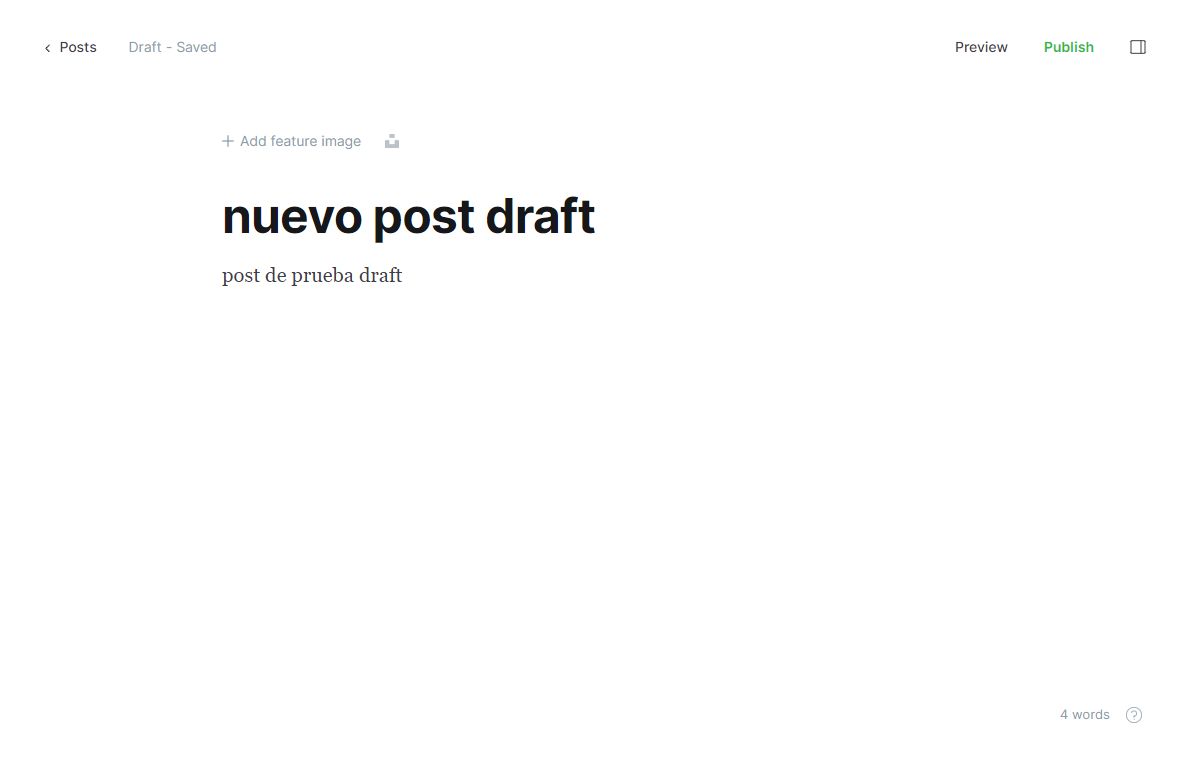 Posts Draft - Saved Preview Publish
Add feature image
nuevo post draft
post de prueba draft
4 words